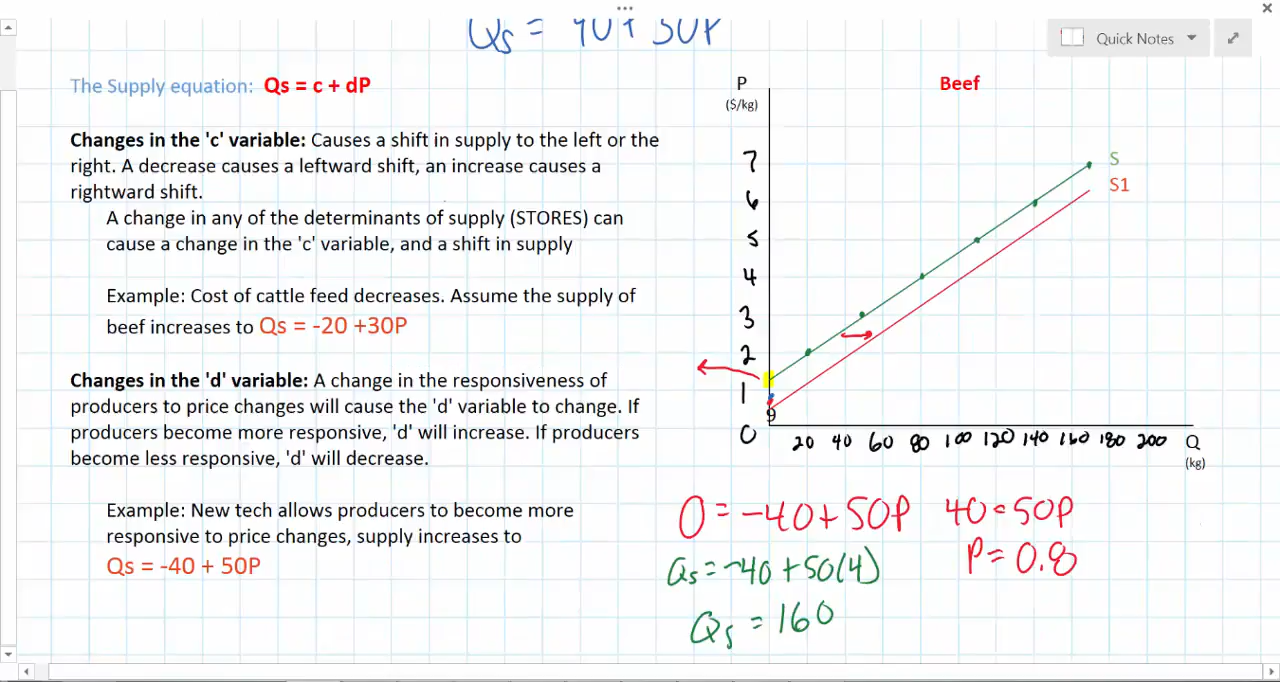 Qs = 40 + 50P
Quick Notes
The Supply equation: Qs = c + dP
Changes in the 'c' variable: Causes a shift in supply to the left or the
right. A decrease causes a leftward shift, an increase causes a
rightward shift.
A change in any of the determinants of supply (STORES) can
cause a change in the 'c' variable, and a shift in supply
Example: Cost of cattle feed decreases. Assume the supply of
beef increases to Qs = -20 +30P
Changes in the 'd' variable: A change in the responsiveness of
producers to price changes will cause the 'd' variable to change. If
producers become more responsive, 'd' will increase. If producers
become less responsive, 'd' will decrease.
Example: New tech allows producers to become more
responsive to price changes, supply increases to
Qs = -40 + 50P
P
($/kg)
Beef
7
6
5
4
3
2
1
0
S
S1
20 40 60 80 100 120 140 160 180 200 Q
(kg)
0 = -40 + 50P 40 = 50P
P = 0.8
Qs = -40 + 50(4)
Qs = 160